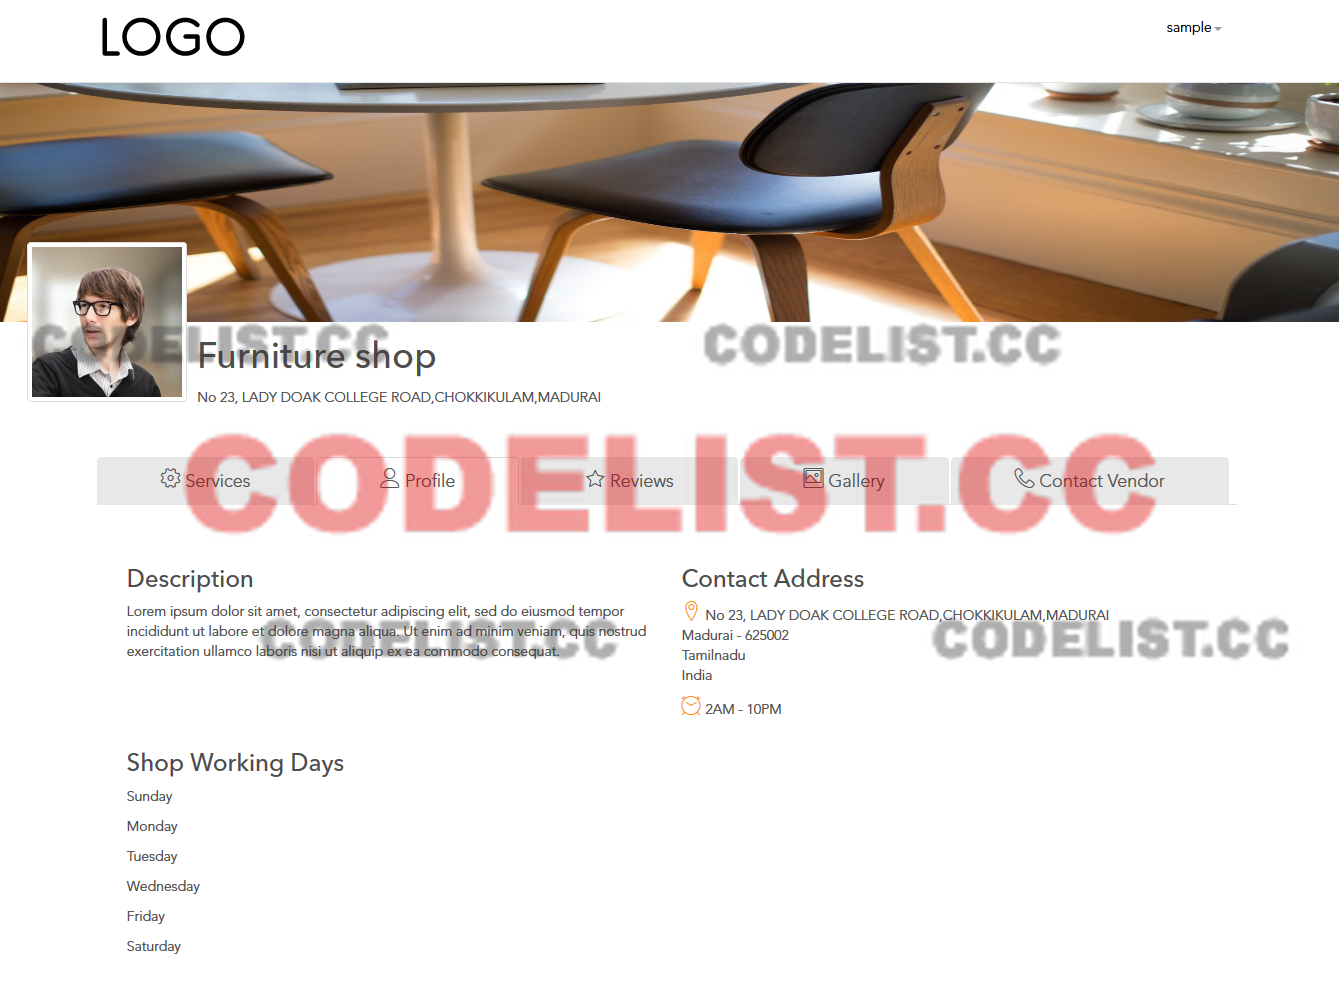 LOGO
sample
CODELIST.CC
CODELIST.CC
Furniture shop
No 23, LADY DOAK COLLEGE ROAD,CHOKKIKULAM,MADURAI
CODELIST.CC
Services
Profile
Reviews
Gallery
Contact Vendor
Description
Lorem ipsum dolor sit amet, consectetur adipiscing elit, sed do eiusmod tempor
incididunt ut labore et dolore magna aliqua. Ut enim ad minim veniam, quis nostrud
exercitation ullamco laboris nisi ut aliquip ex ea commodo consequat.
CODELIST.CC
Contact Address
No 23, LADY DOAK COLLEGE ROAD,CHOKKIKULAM,MADURAI
Madurai - 625002
Tamilnadu
India
CODELIST.CC
2AM - 10PM
Shop Working Days
Sunday
Monday
Tuesday
Wednesday
Friday
Saturday